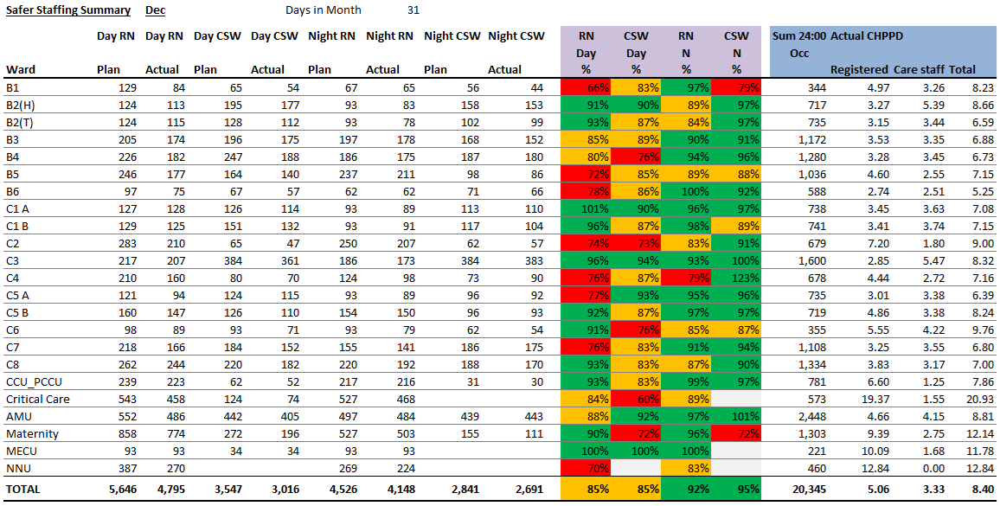 Safer Staffing Summary Dec Days in Month 31
Day RN Day RN Day CSW Day CSW Night RN Night RN Night CSW Night CSW RN CSW RN CSW Sum 24:00 Actual CHPPD
Day Day N N Occ
Ward Plan Actual Plan Actual Plan Actual Plan Actual % % % % Registered Care staff Total
B1 129 84 65 54 67 65 56 44 66% 83% 97% 79% 344 4.97 3.26 8.23
B2(H) 124 113 195 177 93 83 158 153 91% 90% 89% 97% 717 3.27 5.39 8.66
B2(T) 124 115 128 112 93 78 102 99 93% 87% 84% 97% 735 3.15 3.44 6.59
B3 205 174 196 175 197 178 168 152 85% 89% 90% 91% 1,172 3.53 3.35 6.88
B4 226 182 247 188 186 175 187 180 80% 76% 94% 96% 1,280 3.28 3.45 6.73
B5 246 177 164 140 237 211 98 86 72% 85% 89% 88% 1,036 4.60 2.55 7.15
B6 97 75 67 57 62 62 71 66 78% 86% 100% 92% 588 2.74 2.51 5.25
C1 A 127 128 126 114 93 89 113 110 101% 90% 96% 97% 738 3.45 3.63 7.08
C1 B 129 125 151 132 93 91 117 104 96% 87% 98% 89% 741 3.41 3.74 7.15
C2 283 210 65 47 250 207 62 57 74% 73% 83% 91% 679 7.20 1.80 9.00
C3 217 207 384 361 186 173 384 383 96% 94% 93% 100% 1,600 2.85 5.47 8.32
C4 210 160 80 70 124 98 73 90 76% 87% 79% 123% 678 4.44 2.72 7.16
C5 A 121 94 124 115 93 89 96 92 77% 93% 95% 96% 735 3.01 3.38 6.39
C5 B 160 147 126 110 154 150 96 93 92% 87% 97% 97% 719 4.86 3.38 8.24
C6 98 89 93 71 93 79 62 54 91% 76% 85% 87% 355 5.55 4.22 9.76
C7 218 166 184 152 155 141 186 175 76% 83% 91% 94% 1,108 3.25 3.55 6.80
C8 262 244 220 182 220 192 188 170 93% 83% 87% 90% 1,334 3.83 3.17 7.00
CCU_PCCU 239 223 62 52 217 216 31 30 93% 83% 99% 97% 781 6.60 1.25 7.86
Critical Care 543 458 124 74 527 468 84% 60% 89% 573 19.37 1.55 20.93
AMU 552 486 442 405 497 484 439 443 88% 92% 97% 101% 2,448 4.66 4.15 8.81
Maternity 858 774 272 196 527 503 155 111 90% 72% 96% 72% 1,303 9.39 2.75 12.14
MECU 93 93 34 34 93 93 100% 100% 100% 221 10.09 1.68 11.78
NNU 387 270 269 224 70% 83% 460 12.84 0.00 12.84
TOTAL 5,646 4,795 3,547 3,016 4,526 4,148 2,841 2,691 85% 85% 92% 95% 20,345 5.06 3.33 8.40